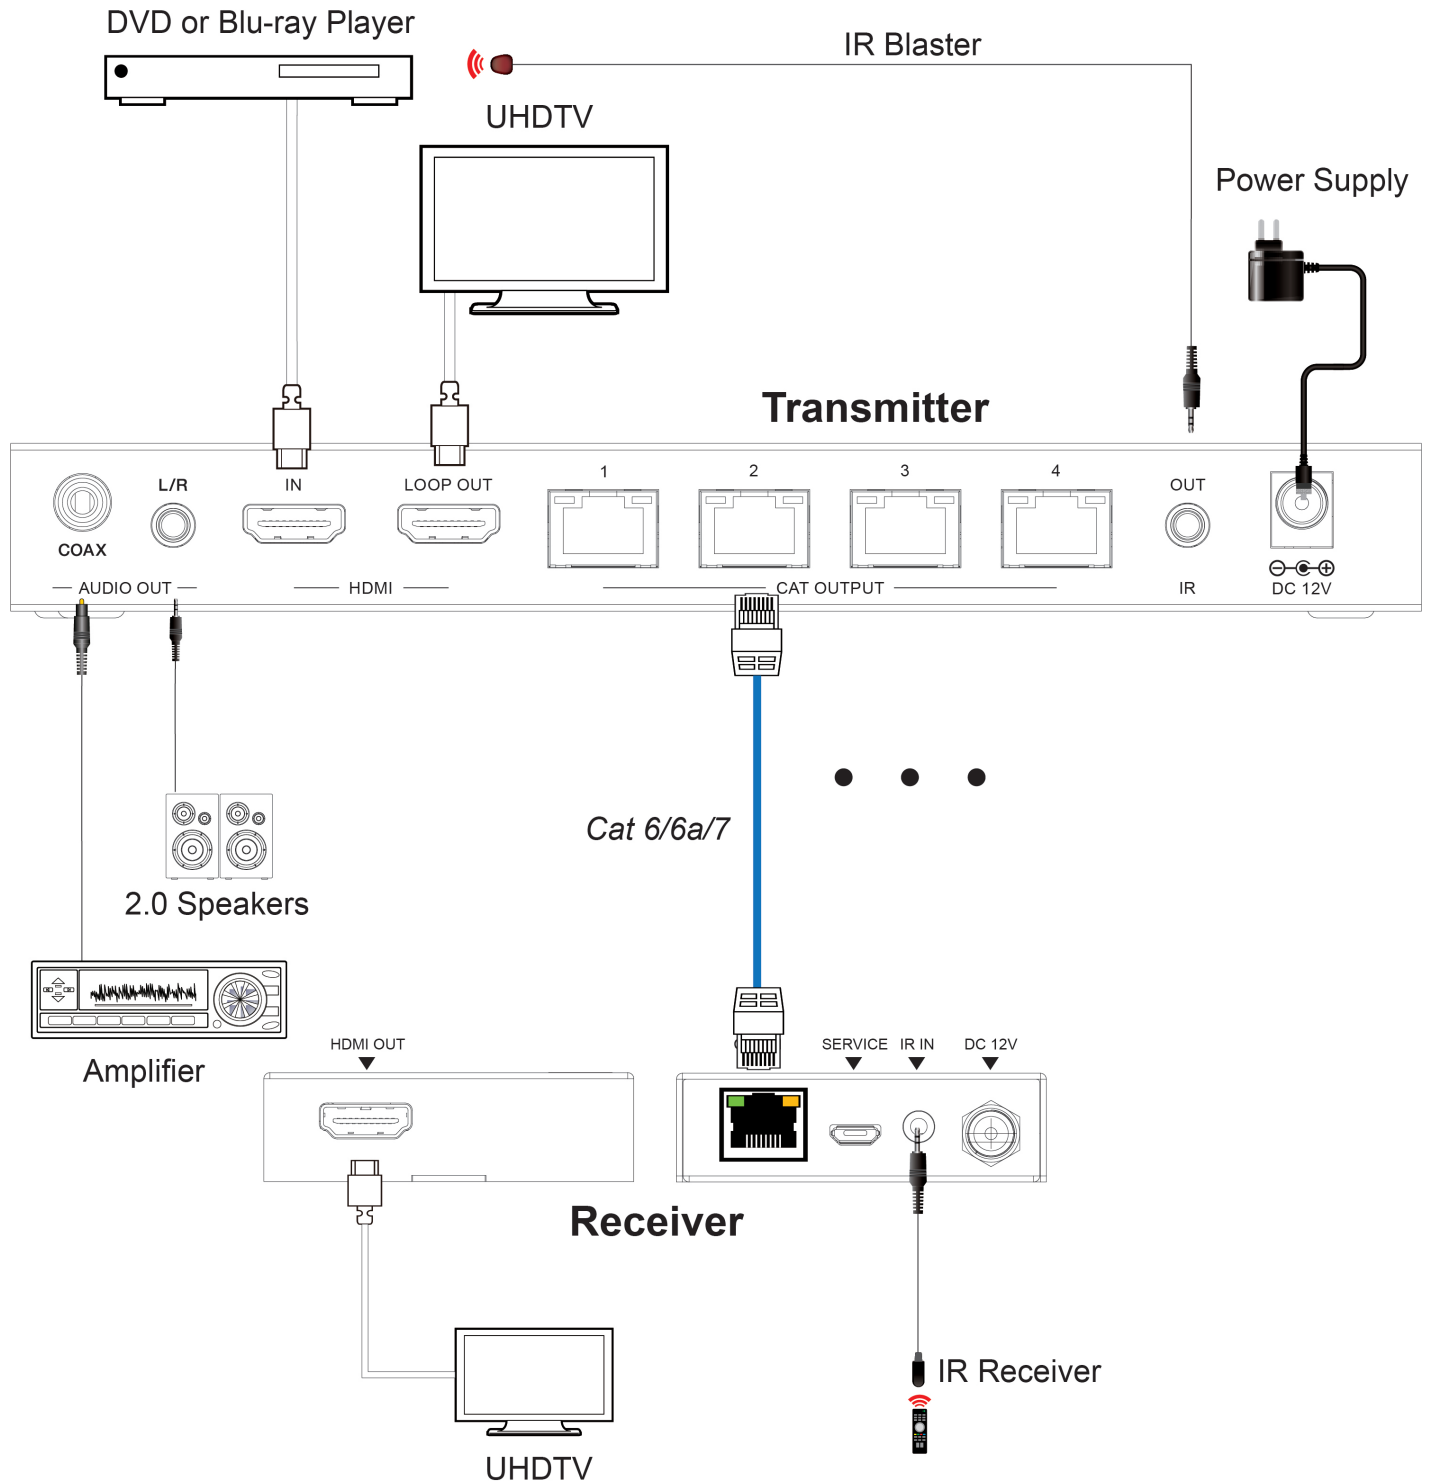 DVD or Blu-ray Player
IR Blaster
UHDTV
Power Supply
Transmitter
1
2
3
4
L/R
IN
LOOP OUT
OUT
COAX
AUDIO OUT
HDMI
CAT OUTPUT
IR
DC 12V
Cat 6/6a/7
2.0 Speakers
Amplifier
HDMI OUT
SERVICE
IR IN
DC 12V
Receiver
IR Receiver
UHDTV